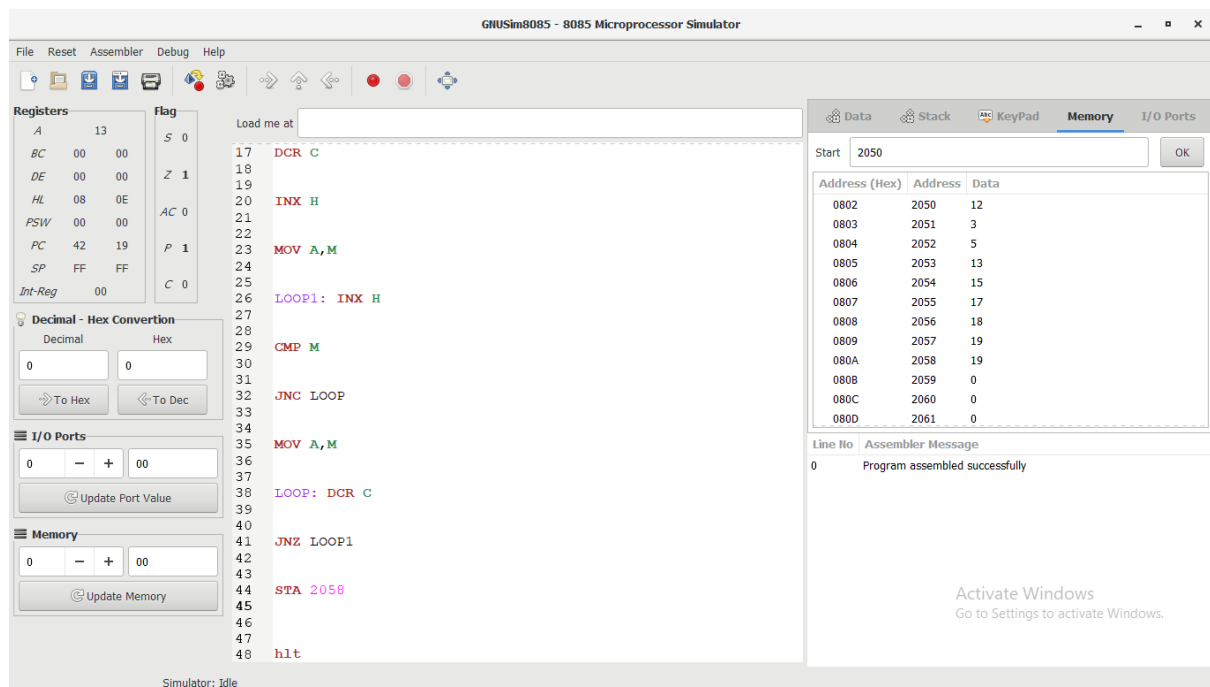 GNUSim8085 - 8085 Microprocessor Simulator
File Reset Assembler Debug Help
Registers
A 13
BC 00 00
DE 00 00
HL 08 0E
PSW 00 00
PC 42 19
SP FF FF
Int-Reg 00
Flag
S 0
Z 1
AC 0
P 1
C 0
Decimal - Hex Convertion
Decimal Hex
0 0
To Hex To Dec
I/O Ports
0 - + 00
Update Port Value
Memory
0 - + 00
Update Memory
Load me at
17 DCR C
18
19
20 INX H
21
22
23 MOV A,M
24
25
26 LOOP1: INX H
27
28
29 CMP M
30
31
32 JNC LOOP
33
34
35 MOV A,M
36
37
38 LOOP: DCR C
39
40
41 JNZ LOOP1
42
43
44 STA 2058
45
46
47
48 hlt
Data Stack Abc KeyPad Memory I/O Ports
Start 2050 OK
Address (Hex) Address Data
0802 2050 12
0803 2051 3
0804 2052 5
0805 2053 13
0806 2054 15
0807 2055 17
0808 2056 18
0809 2057 19
080A 2058 19
080B 2059 0
080C 2060 0
080D 2061 0
Line No Assembler Message
0 Program assembled successfully
Activate Windows
Go to Settings to activate Windows.
Simulator: Idle